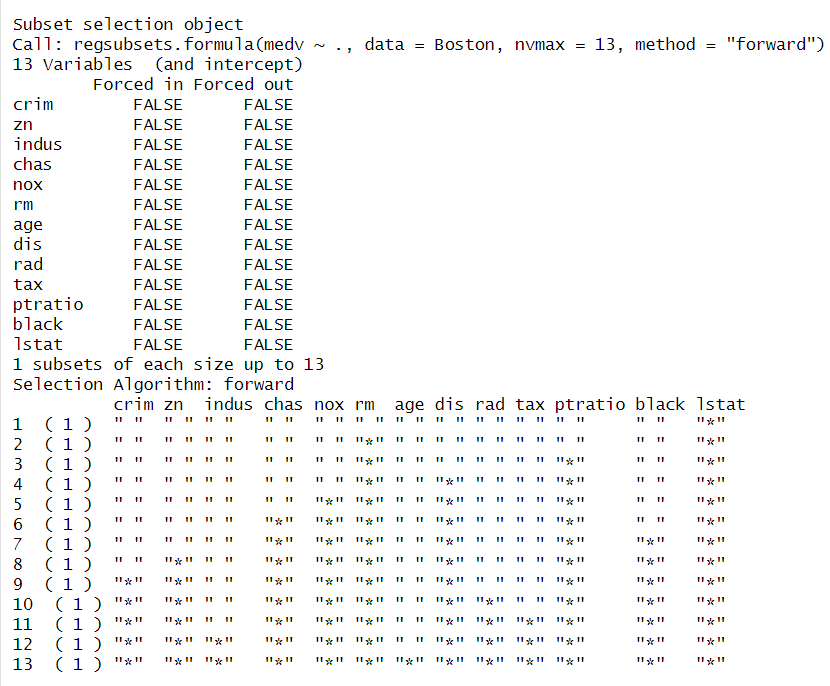 Subset selection object
Call: regsubsets.formula(medv ~ ., data = Boston, nvmax = 13, method = "forward")
13 Variables  (and intercept)
        Forced in Forced out
crim        FALSE      FALSE
zn          FALSE      FALSE
indus       FALSE      FALSE
chas        FALSE      FALSE
nox         FALSE      FALSE
rm          FALSE      FALSE
age         FALSE      FALSE
dis         FALSE      FALSE
rad         FALSE      FALSE
tax         FALSE      FALSE
ptratio     FALSE      FALSE
black       FALSE      FALSE
lstat       FALSE      FALSE
1 subsets of each size up to 13
Selection Algorithm: forward
          crim zn  indus chas nox rm  age dis rad tax ptratio black lstat
1  ( 1 )  " "  " " " "   " "  " " " " " " " " " " " " " "     " "   "*"
2  ( 1 )  " "  " " " "   " "  " " "*" " " " " " " " " " "     " "   "*"
3  ( 1 )  " "  " " " "   " "  " " "*" " " " " " " " " "*"     " "   "*"
4  ( 1 )  " "  " " " "   " "  " " "*" " " "*" " " " " "*"     " "   "*"
5  ( 1 )  " "  " " " "   " "  "*" "*" " " "*" " " " " "*"     " "   "*"
6  ( 1 )  " "  " " " "   "*"  "*" "*" " " "*" " " " " "*"     " "   "*"
7  ( 1 )  " "  " " " "   "*"  "*" "*" " " "*" " " " " "*"     "*"   "*"
8  ( 1 )  " "  "*" " "   "*"  "*" "*" " " "*" " " " " "*"     "*"   "*"
9  ( 1 )  "*"  "*" " "   "*"  "*" "*" " " "*" " " " " "*"     "*"   "*"
10  ( 1 ) "*"  "*" " "   "*"  "*" "*" " " "*" "*" " " "*"     "*"   "*"
11  ( 1 ) "*"  "*" " "   "*"  "*" "*" " " "*" "*" "*" "*"     "*"   "*"
12  ( 1 ) "*"  "*" "*"   "*"  "*" "*" " " "*" "*" "*" "*"     "*"   "*"
13  ( 1 ) "*"  "*" "*"   "*"  "*" "*" "*" "*" "*" "*" "*"     "*"   "*"